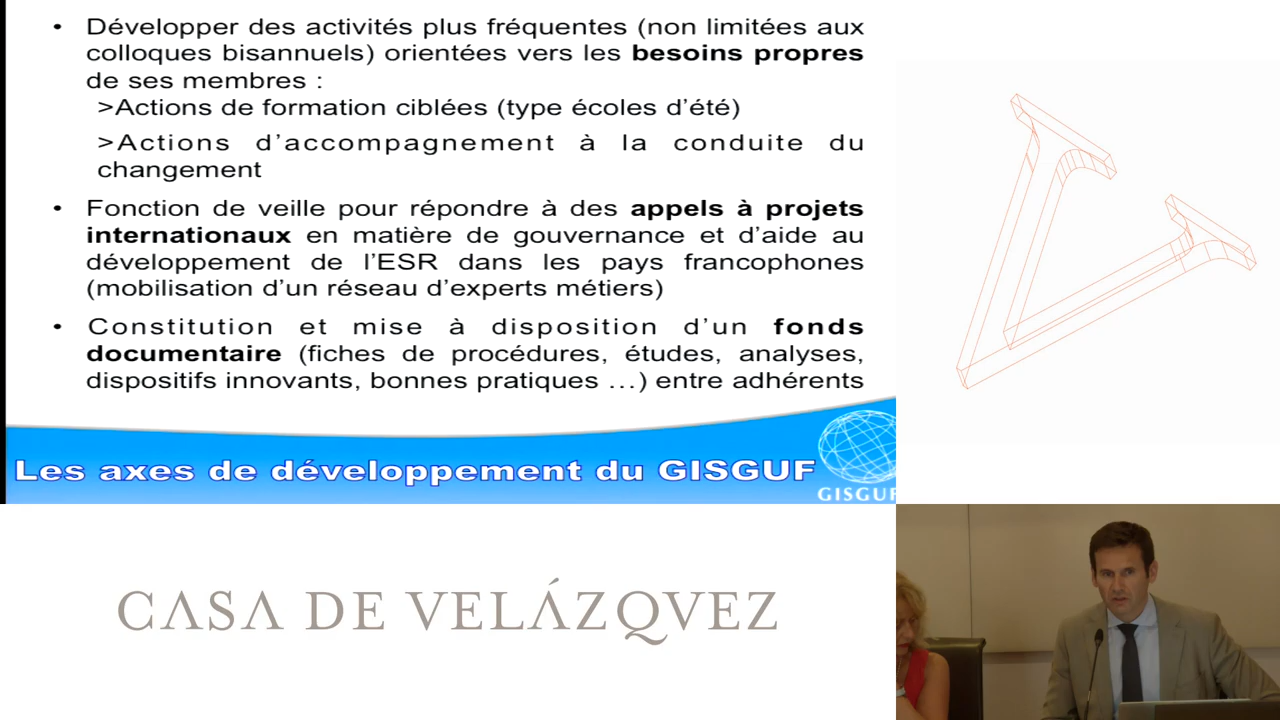 • Développer des activités plus fréquentes (non limitées aux
colloques bisannuels) orientées vers les besoins propres
de ses membres :
>Actions de formation ciblées (type écoles d’été)
>Actions d’accompagnement à la conduite du
changement
• Fonction de veille pour répondre à des appels à projets
internationaux en matière de gouvernance et d’aide au
développement de l’ESR dans les pays francophones
(mobilisation d’un réseau d’experts métiers)
• Constitution et mise à disposition d’un fonds
documentaire (fiches de procédures, études, analyses,
dispositifs innovants, bonnes pratiques …) entre adhérents
Les axes de développement du GISGUF
GISGUF
CASA DE VELÁZQVEZ